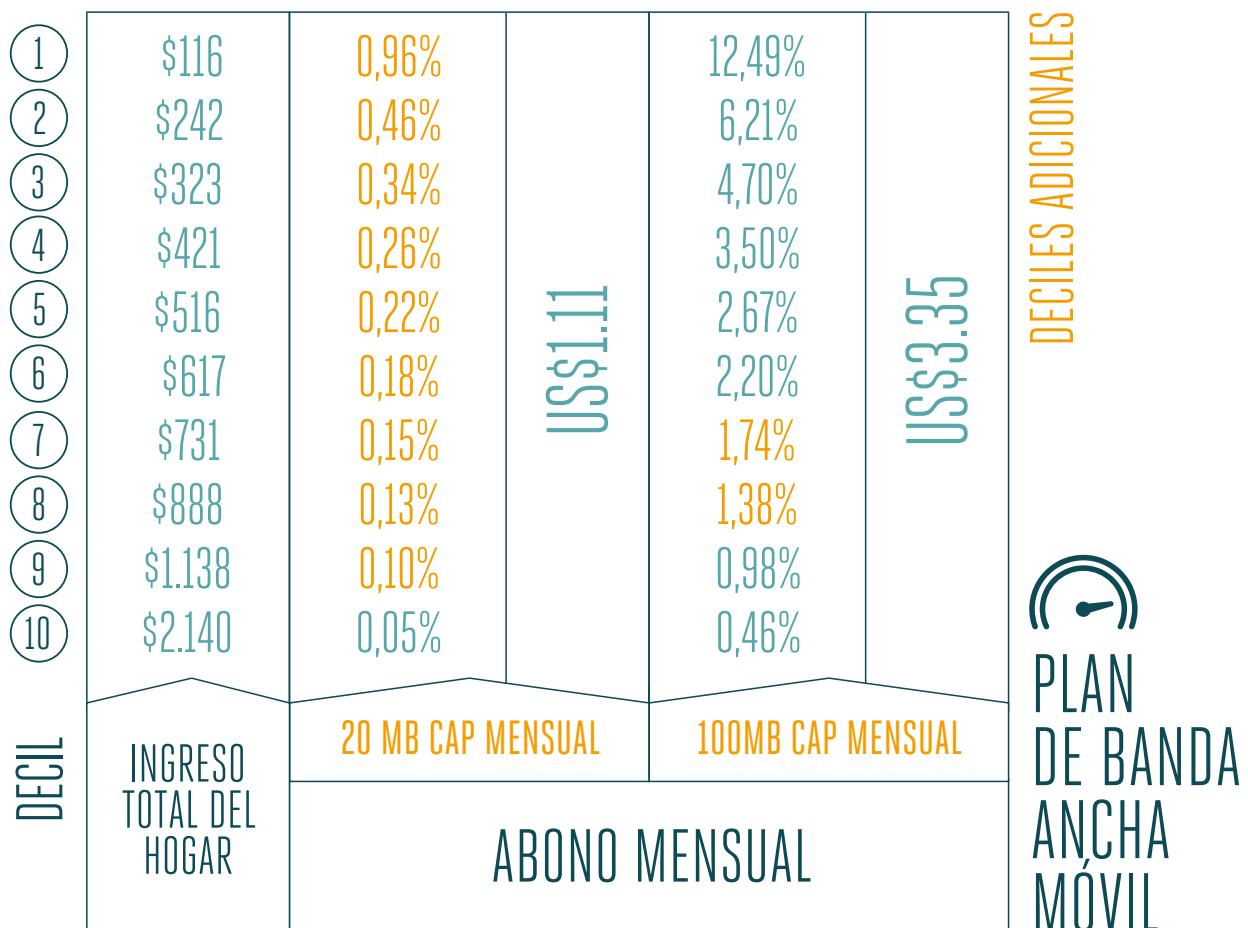 1 $116 0,96% 12,49%
2 $242 0,46% 6,21%
3 $323 0,34% 4,70%
4 $421 0,26% 3,50%
5 $516 0,22% 2,67%
6 $617 0,18% 2,20%
7 $731 0,15% 1,74%
8 $888 0,13% 1,38%
9 $1.138 0,10% 0,98%
10 $2.140 0,05% 0,46%
US$1.11
US$3.35
DECILES ADICIONALES
DECIL
INGRESO
TOTAL DEL
HOGAR
20 MB CAP MENSUAL
100MB CAP MENSUAL
ABONO MENSUAL
PLAN
DE BANDA
ANCHA
MÓVIL